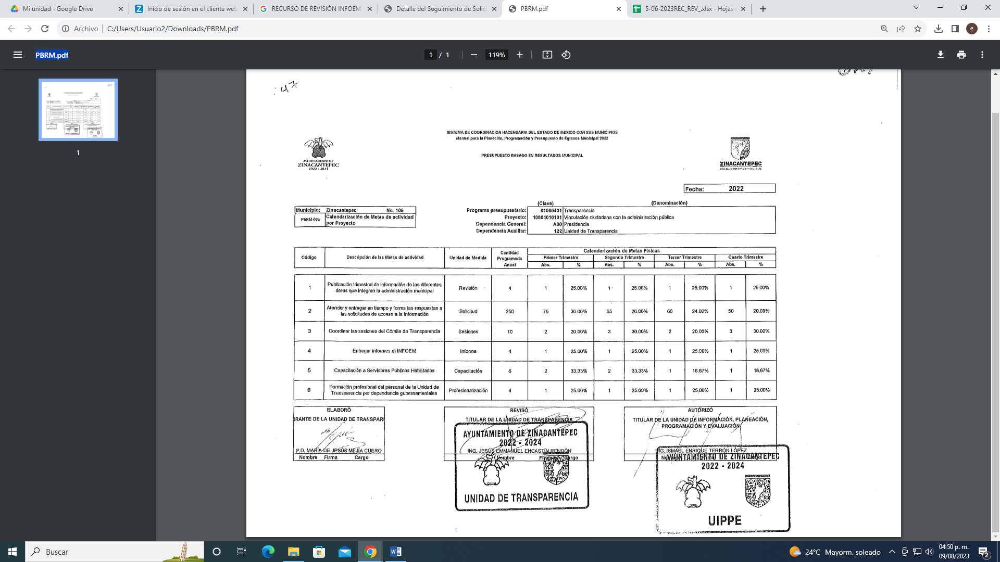 Mi unidad - Google Drive
Inicio de sesión en el cliente web
RECURSO DE REVISIÓN INFOEM
Detalle del Seguimiento de Solici
PBRM.pdf
5-06-2023REC_REV_.xlsx - Hojas
Archivo
C:/Users/Usuario2/Downloads/PBRM.pdf
e
PBRM.pdf
1 / 1
119%
1
47
SISTEMA DE COORDINACION HACENDARIA DEL ESTADO DE MEXICO CON SUS MUNICIPIOS
Manual para la Planeción, Programación y Presupuesto de Egresos Municipal 2022
PRESUPUESTO BASADO EN RESULTADOS MUNICIPAL
AYUNTAMIENTO DE
ZINACANTEPEC
ZINACANTEPEC
Fecha: 2022
(Clave) (Denominación)
Municipio: Zinacantepec No. 106
PbRM-02a Calendarización de Metas de actividad por Proyecto
Programa presupuestario: 01080401 Transparencia
Proyecto: 10804010101 Vinculación ciudadana con la administración pública
Dependencia General: A00 Presidencia
Dependencia Auxiliar: 122 Unidad de Transparencia
Código Descripción de las Metas de actividad Unidad de Medida Cantidad Programada Anual Calendarización de Metas Físicas
Primer Trimestre Segundo Trimestre Tercer Trimestre Cuarto Trimestre
Abs. % Abs. % Abs. % Abs. %
1 Publicación trimestral de información de las diferentes áreas que integran la administración municipal Revisión 4 1 25.00% 1 25.00% 1 25.00% 1 25.00%
2 Atender y entregar en tiempo y forma las respuestas a las solicitudes de acceso a la información Solicitud 250 75 30.00% 65 26.00% 60 24.00% 50 20.00%
3 Coordinar las sesiones del Cómite de Transparencia Sesiones 10 2 20.00% 3 30.00% 2 20.00% 3 30.00%
4 Entregar informes al INFOEM Informe 4 1 25.00% 1 25.00% 1 25.00% 1 25.00%
5 Capacitación a Servidores Públicos Habilitados Capacitación 6 2 33.33% 2 33.33% 1 16.67% 1 16.67%
6 Formación profesional del personal de la Unidad de Transparencia por dependencia gubernamentales Profesionalización 4 1 25.00% 1 25.00% 1 25.00% 1 25.00%
ELABORÓ
GRANTE DE LA UNIDAD DE TRANSPAR
P.D. MARÍA DE JESÚS MEJÍA CUERO
Nombre Firma Cargo
REVISÓ
TITULAR DE LA UNIDAD DE TRANSPARENCIA
AYUNTAMIENTO DE ZINACANTEPEC
2022 - 2024
ING. JESÚS EMMANUEL ENCASTÍN RENDÓN
Nombre Firma Cargo
UNIDAD DE TRANSPARENCIA
AUTORIZÓ
TITULAR DE LA UNIDAD DE INFORMACIÓN, PLANEACIÓN,
PROGRAMACIÓN Y EVALUACIÓN
ING. ISMAEL ENRIQUE TERRÓN LÓPEZ
AYUNTAMIENTO DE ZINACANTEPEC
2022 - 2024
UIPPE
Buscar
24°C Mayorm. soleado
04:50 p. m.
09/08/2023
2